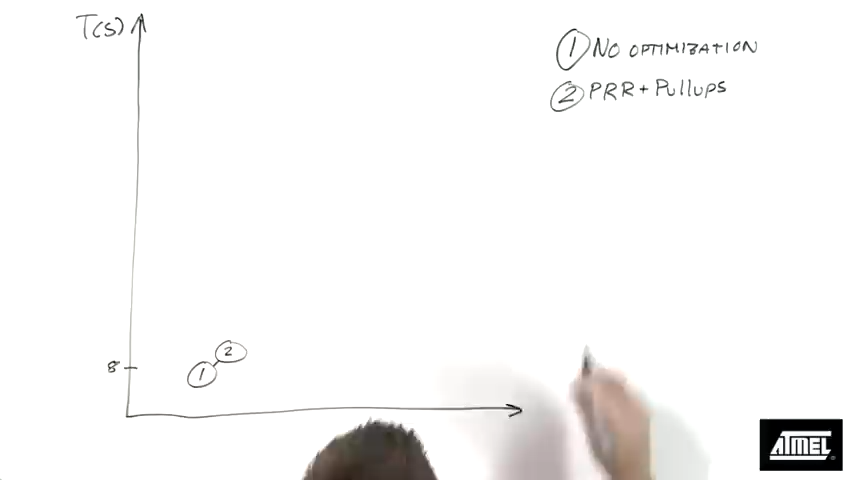 T(s)
① NO OPTIMIZATION
② PRR + Pullups
2
8
1
ATMEL